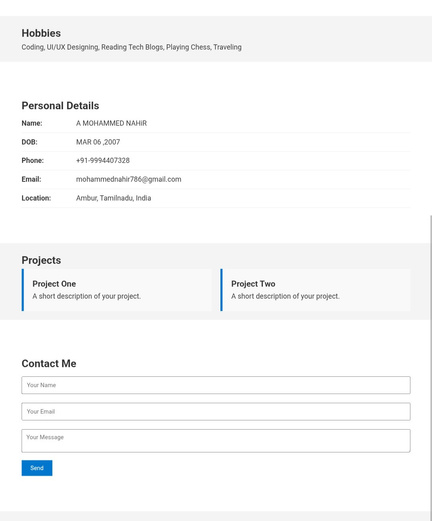 Hobbies
Coding, UI/UX Designing, Reading Tech Blogs, Playing Chess, Traveling
Personal Details
Name: A MOHAMMED NAHiR
DOB: MAR 06 ,2007
Phone: +91-9994407328
Email: mohammednahir786@gmail.com
Location: Ambur, Tamilnadu, India
Projects
Project One Project Two
A short description of your project. A short description of your project.
Contact Me
Your Name
Your Email
Your Message
Send